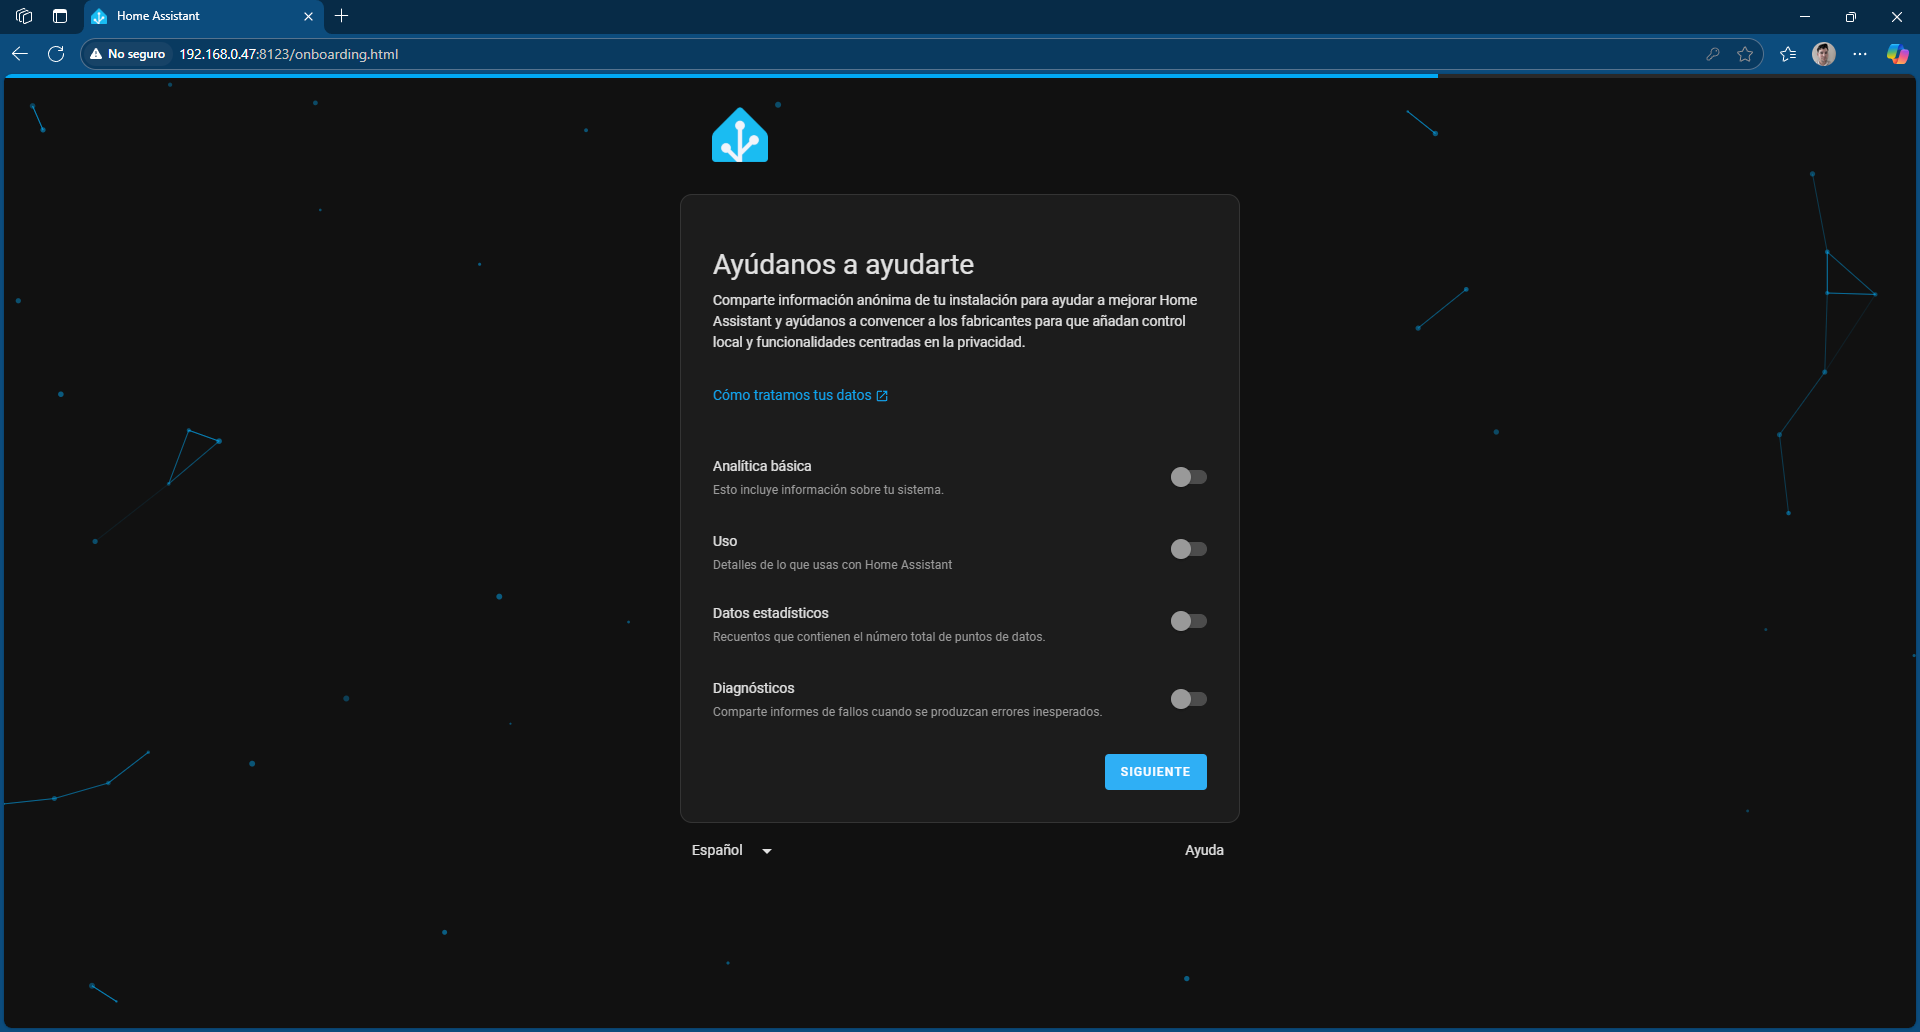 Home Assistant
No seguro
192.168.0.47:8123/onboarding.html
Ayúdanos a ayudarte
Comparte información anónima de tu instalación para ayudar a mejorar Home
Assistant y ayúdanos a convencer a los fabricantes para que añadan control
local y funcionalidades centradas en la privacidad.
Cómo tratamos tus datos
Analítica básica
Esto incluye información sobre tu sistema.
Uso
Detalles de lo que usas con Home Assistant
Datos estadísticos
Recuentos que contienen el número total de puntos de datos.
Diagnósticos
Comparte informes de fallos cuando se produzcan errores inesperados.
SIGUIENTE
Español
Ayuda